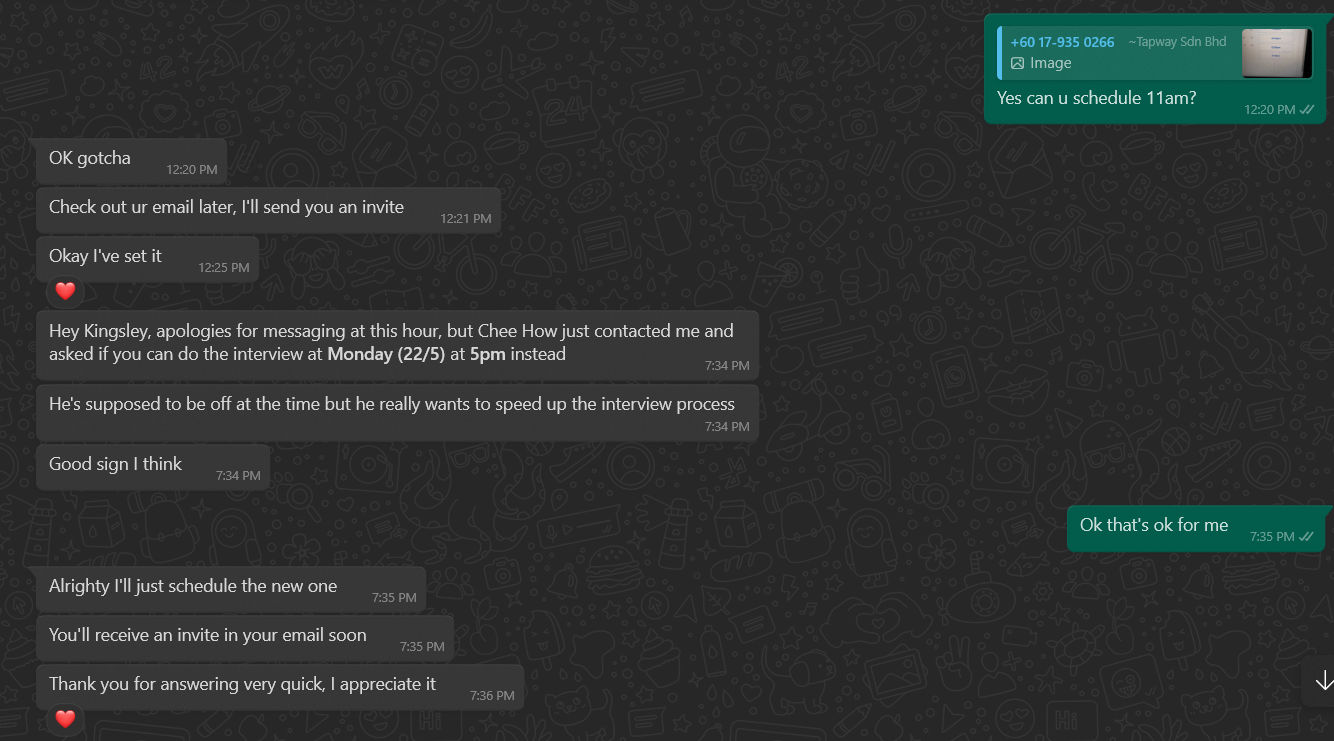 +60 17-935 0266 ~Tapway Sdn Bhd
Image
Yes can u schedule 11am?
12:20 PM
OK gotcha
12:20 PM
Check out ur email later, I'll send you an invite
12:21 PM
Okay I've set it
12:25 PM
Hey Kingsley, apologies for messaging at this hour, but Chee How just contacted me and
asked if you can do the interview at Monday (22/5) at 5pm instead
7:34 PM
He's supposed to be off at the time but he really wants to speed up the interview process
7:34 PM
Good sign I think
7:34 PM
Ok that's ok for me
7:35 PM
Alrighty I'll just schedule the new one
7:35 PM
You'll receive an invite in your email soon
7:35 PM
Thank you for answering very quick, I appreciate it
7:36 PM